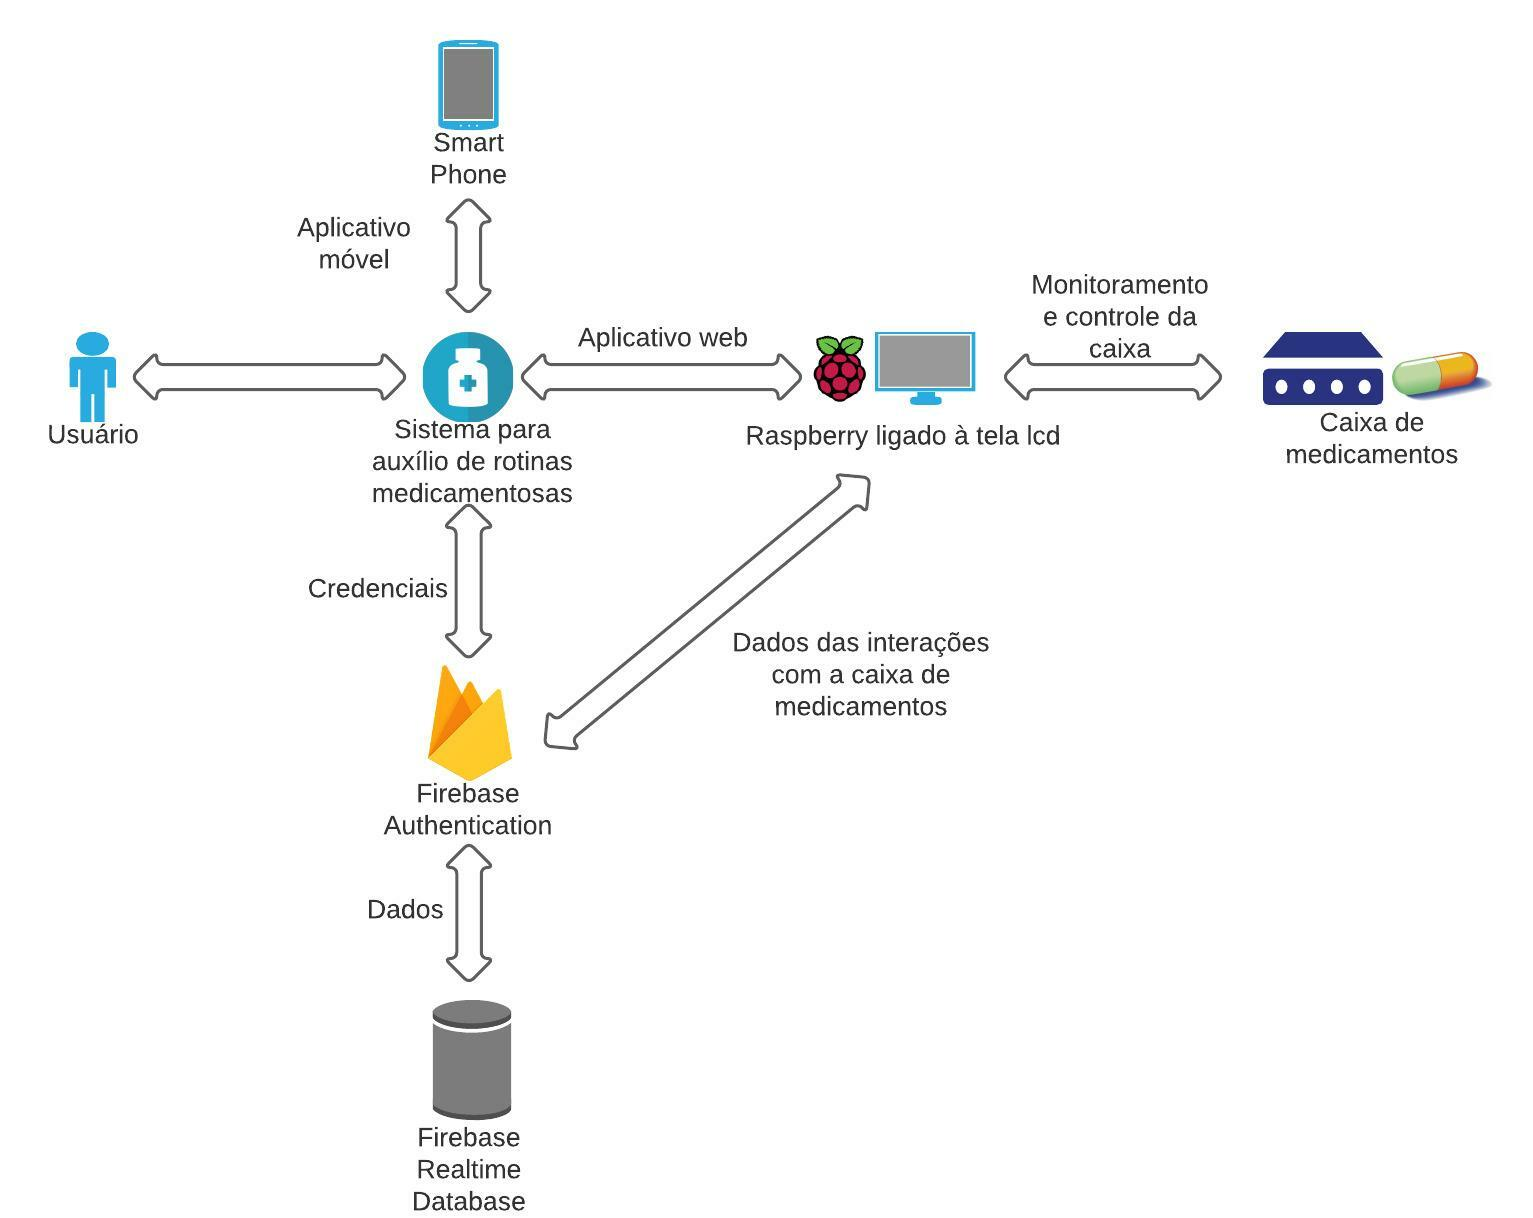 Smart
Phone
Aplicativo
móvel
Usuário
Sistema para
auxílio de rotinas
medicamentosas
Aplicativo web
Raspberry ligado à tela lcd
Monitoramento
e controle da
caixa
Caixa de
medicamentos
Credenciais
Dados das interações
com a caixa de
medicamentos
Firebase
Authentication
Dados
Firebase
Realtime
Database